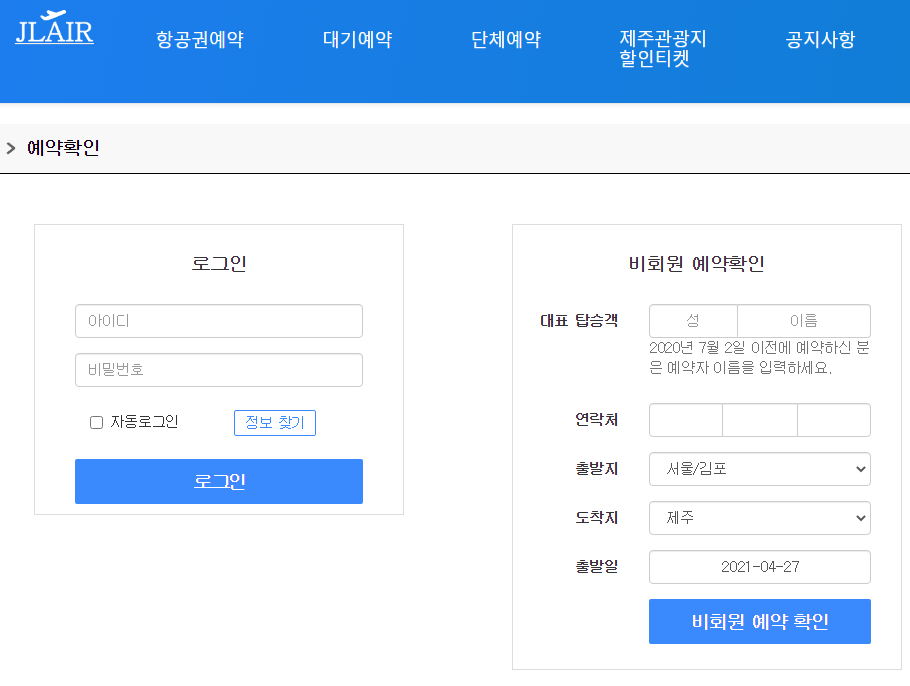 JLAIR
항공권예약
대기예약
단체예약
제주관광지
할인티켓
공지사항
> 예약확인
로그인
아이디
비밀번호
자동로그인
정보 찾기
로그인
비회원 예약확인
대표 탑승객
성
이름
2020년 7월 2일 이전에 예약하신 분
은 예약자 이름을 입력하세요.
연락처
출발지
서울/김포
도착지
제주
출발일
2021-04-27
비회원 예약 확인